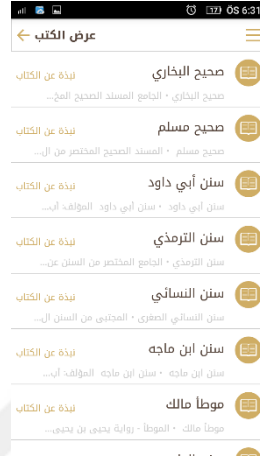 ÖS 6:31
عرض الكتب
صحيح البخاري
نبذة عن الكتاب
صحيح البخاري • الجامع المسند الصحيح المخ...
صحيح مسلم
نبذة عن الكتاب
صحيح مسلم • المسند الصحيح المختصر من ال...
سنن أبي داود
نبذة عن الكتاب
سنن أبي داود • سنن أبي داود المؤلف: أب...
سنن الترمذي
نبذة عن الكتاب
سنن الترمذي • الجامع المختصر من السنن عن...
سنن النسائي
نبذة عن الكتاب
سنن النسائي الصغرى • المجتبى من السنن ال...
سنن ابن ماجه
نبذة عن الكتاب
سنن ابن ماجه • سنن ابن ماجه المؤلف: أب...
موطأ مالك
نبذة عن الكتاب
موطأ مالك • الموطأ - رواية يحيى بن يحيى...